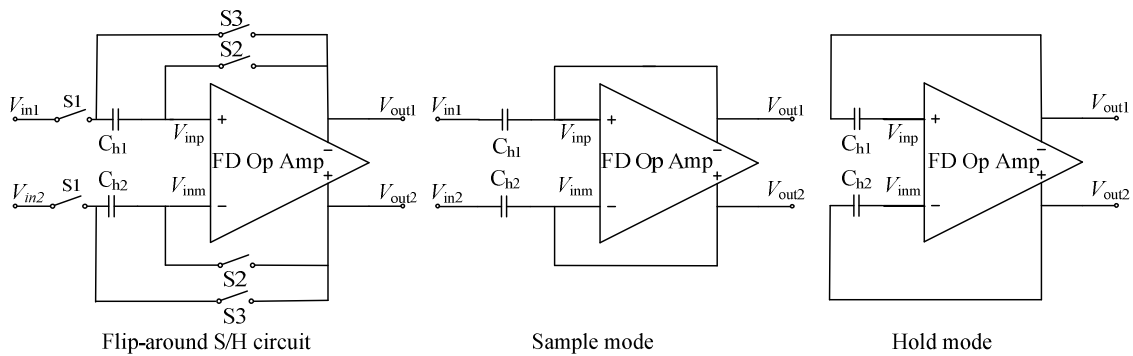 S3
S2
Vin1
S1
Ch1
Vinp
+
−
FD Op Amp
Vout1
Vin2
S1
Ch2
Vinm
−
+
Vout2
S2
S3
Flip-around S/H circuit
Vin1
Ch1
Vinp
+
−
FD Op Amp
Vout1
Vin2
Ch2
Vinm
−
+
Vout2
Sample mode
Ch1
Vinp
+
−
FD Op Amp
Vout1
Ch2
Vinm
−
+
Vout2
Hold mode